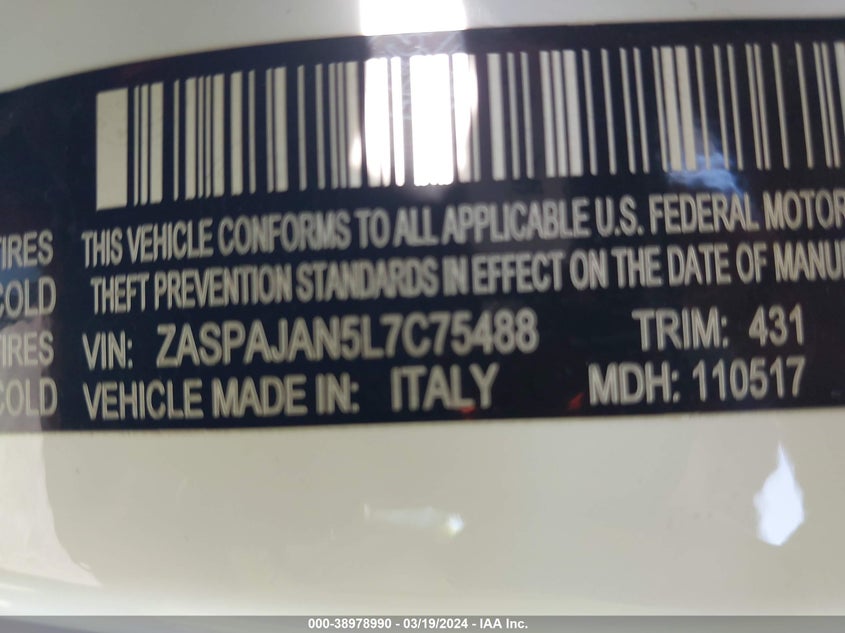 THIS VEHICLE CONFORMS TO ALL APPLICABLE U.S. FEDERAL MOTOR
TIRES
THEFT PREVENTION STANDARDS IN EFFECT ON THE DATE OF MANU
COLD
VIN: ZASPAJAN5L7C75488 TRIM: 431
TIRES
VEHICLE MADE IN: ITALY MDH: 110517
COLD
000-38978990 - 03/19/2024 - IAA Inc.